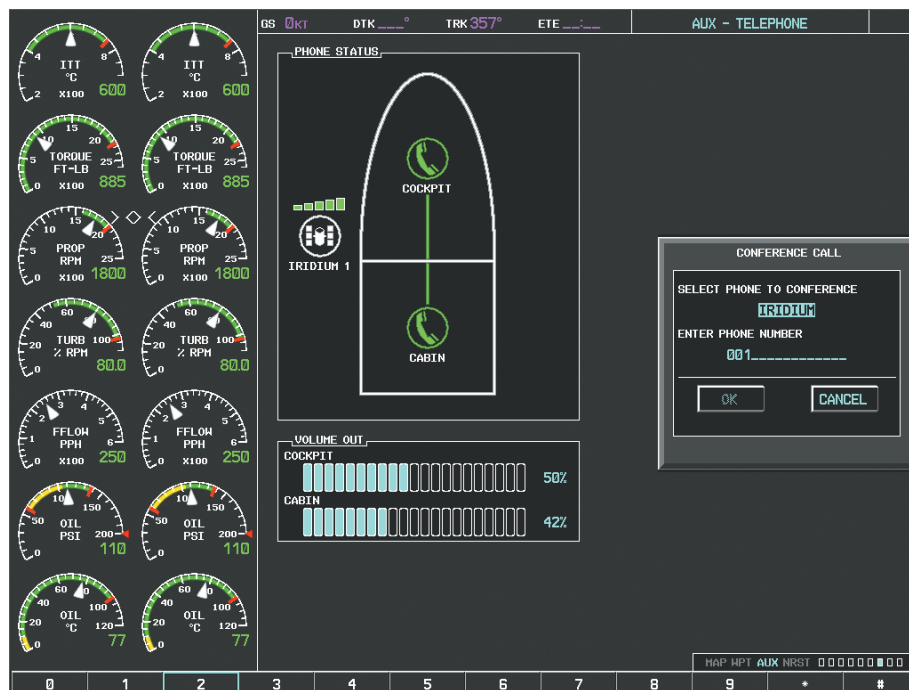 GS 0KT DTK ___° TRK 357° ETE __:__ AUX - TELEPHONE
4 8 ITT °C 2 X100 600
4 8 ITT °C 2 X100 600
0 5 10 15 20 25 TORQUE FT-LB X100 885
0 5 10 15 20 25 TORQUE FT-LB X100 885
0 5 15 20 PROP RPM X100 1800
0 5 15 20 PROP RPM X100 1800
0 20 40 60 100 TURB % RPM 80.0
0 20 40 60 100 TURB % RPM 80.0
0 1 2 3 4 5 6 FFLOW PPH X100 250
0 1 2 3 4 5 6 FFLOW PPH X100 250
0 50 10 150 200 OIL PSI 110
0 50 10 150 200 OIL PSI 110
0 20 40 60 0 100 120 OIL °C 77
0 20 40 60 0 100 120 OIL °C 77
PHONE STATUS
COCKPIT
IRIDIUM 1
CABIN
VOLUME OUT
COCKPIT
50%
CABIN
42%
CONFERENCE CALL
SELECT PHONE TO CONFERENCE
IRIDIUM
ENTER PHONE NUMBER
001____________
OK CANCEL
MAP WPT AUX NRST
0 1 2 3 4 5 6 7 8 9 * #